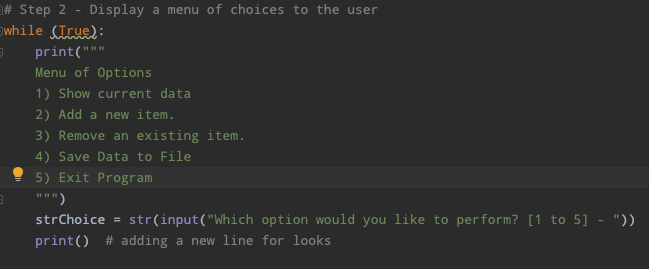 # Step 2 - Display a menu of choices to the user
while (True):
    print("""
    Menu of Options
    1) Show current data
    2) Add a new item.
    3) Remove an existing item.
    4) Save Data to File
    5) Exit Program
    """)
    strChoice = str(input("Which option would you like to perform? [1 to 5] - "))
    print()  # adding a new line for looks